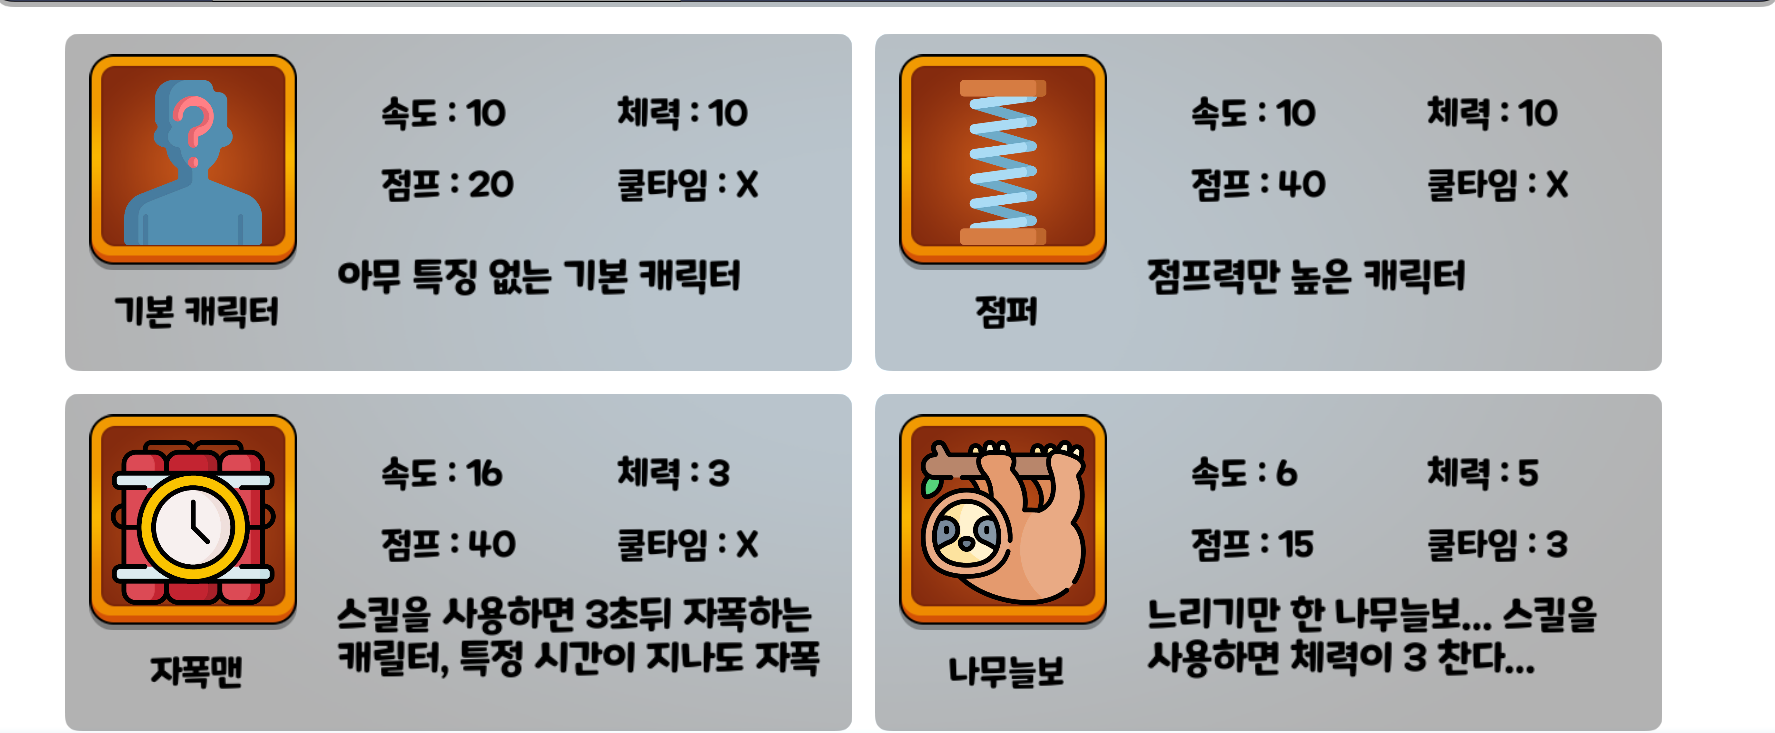 속도 : 10
체력 : 10
점프 : 20
쿨타임 : X
아무 특징 없는 기본 캐릭터
기본 캐릭터
속도 : 10
체력 : 10
점프 : 40
쿨타임 : X
점프력만 높은 캐릭터
점퍼
속도 : 16
체력 : 3
점프 : 40
쿨타임 : X
스킬을 사용하면 3초뒤 자폭하는
캐릴터, 특정 시간이 지나도 자폭
자폭맨
속도 : 6
체력 : 5
점프 : 15
쿨타임 : 3
느리기만 한 나무늘보... 스킬을
사용하면 체력이 3 찬다...
나무늘보